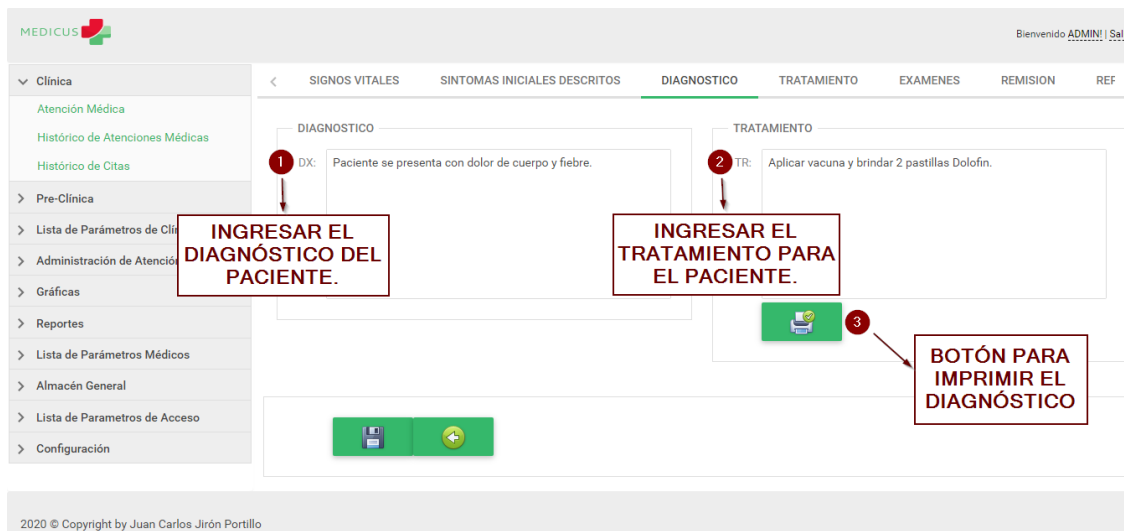 MEDICUS
Bienvenido ADMIN! | Sal
Clínica
Atención Médica
Histórico de Atenciones Médicas
Histórico de Citas
Pre-Clínica
Lista de Parámetros de Clín
Administración de Atención
Gráficas
Reportes
Lista de Parámetros Médicos
Almacén General
Lista de Parametros de Acceso
Configuración
SIGNOS VITALES SINTOMAS INICIALES DESCRITOS DIAGNOSTICO TRATAMIENTO EXAMENES REMISION REF
DIAGNOSTICO
1 DX: Paciente se presenta con dolor de cuerpo y fiebre.
INGRESAR EL
DIAGNÓSTICO DEL
PACIENTE.
TRATAMIENTO
2 TR: Aplicar vacuna y brindar 2 pastillas Dolofin.
INGRESAR EL
TRATAMIENTO PARA
EL PACIENTE.
3
BOTÓN PARA
IMPRIMIR EL
DIAGNÓSTICO
2020 © Copyright by Juan Carlos Jirón Portillo